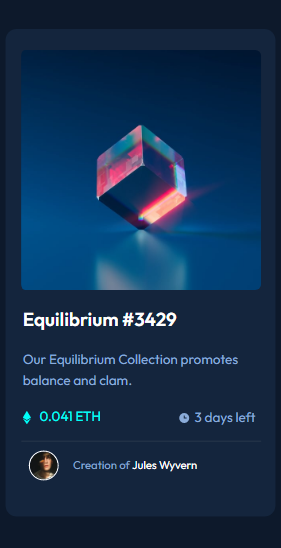 Equilibrium #3429
Our Equilibrium Collection promotes
balance and clam.
0.041 ETH
3 days left
Creation of Jules Wyvern